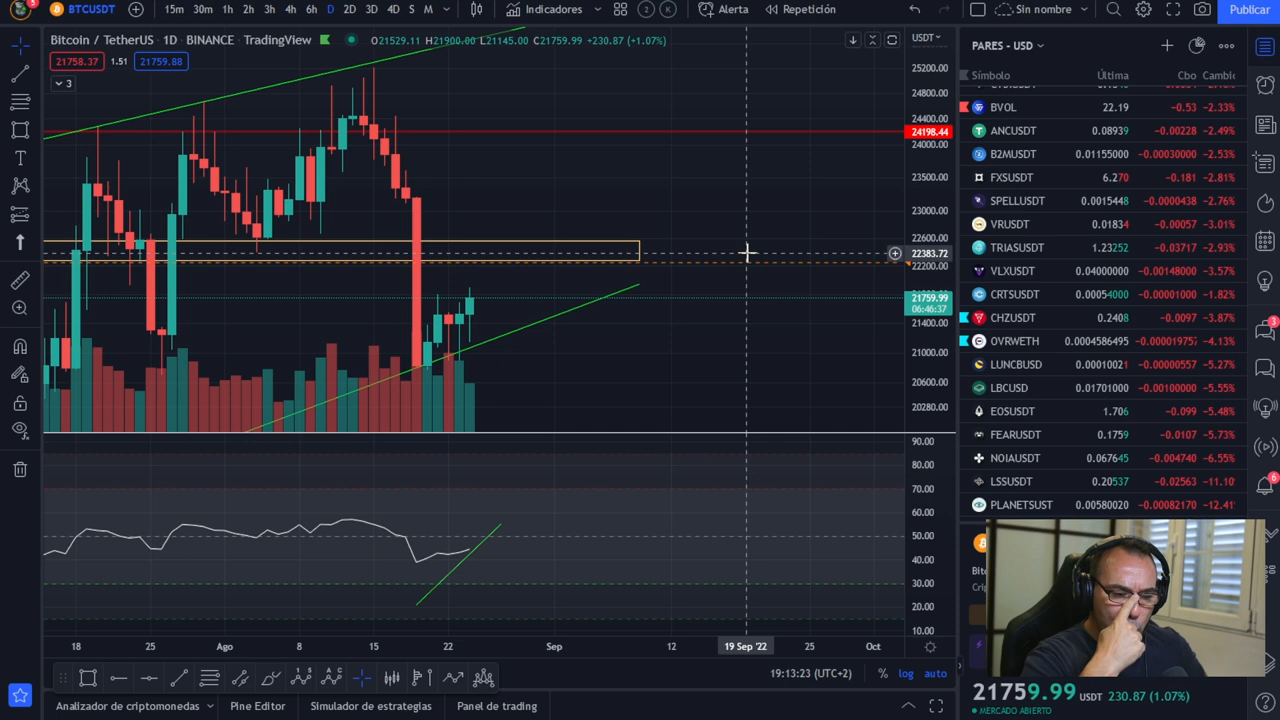 5
BTCUSDT
15m 30m 1h 2h 3h 4h 6h D 2D 3D 4D S M
Indicadores
2 K
Alerta
Repetición
Sin nombre
Publicar
Bitcoin / TetherUS · 1D · BINANCE · TradingView
O21529.11 H21900.00 L21145.00 C21759.99 +230.87 (+1.07%)
USDT
PARES - USD
21758.37 1.51 21759.88
3
Símbolo Última Cbo Cambic
BVOL 22.19 −0.53 −2.33%
ANCUSDT 0.08939 −0.00228 −2.49%
B2MUSDT 0.01155000 −0.00030000 −2.53%
FXSUSDT 6.270 −0.181 −2.81%
SPELLUSDT 0.0015448 −0.0000438 −2.76%
VRUSDT 0.01834 −0.00057 −3.01%
TRIASUSDT 1.23252 −0.03717 −2.93%
VLXUSDT 0.04000000 −0.00148000 −3.57%
CRTSUSDT 0.00054000 −0.00001000 −1.82%
CHZUSDT 0.2408 −0.0097 −3.87%
OVRWETH 0.0004586495 −0.00001975 −4.13%
LUNCBUSD 0.00010021 −0.00000557 −5.27%
LBCUSD 0.01701000 −0.00100000 −5.55%
EOSUSDT 1.706 −0.099 −5.48%
FEARUSDT 0.1759 −0.0107 −5.73%
NOIAUSDT 0.067645 −0.004740 −6.55%
LSSUSDT 0.20537 −0.02563 −11.10
PLANETSUST 0.00580020 −0.00082170 −12.41
25200.00
24800.00
24400.00
24198.44
24000.00
23500.00
23000.00
22600.00
22383.72
22200.00
21759.99
06:46:37
21400.00
21000.00
20600.00
20280.00
90.00
80.00
70.00
60.00
50.00
40.00
30.00
20.00
10.00
18 25 Ago 8 15 22 Sep 12 19 Sep '22 25 Oct
3
6
19:13:23 (UTC+2) % log auto
21759.99 USDT 230.87 (1.07%)
MERCADO ABIERTO
Analizador de criptomonedas Pine Editor Simulador de estrategias Panel de trading